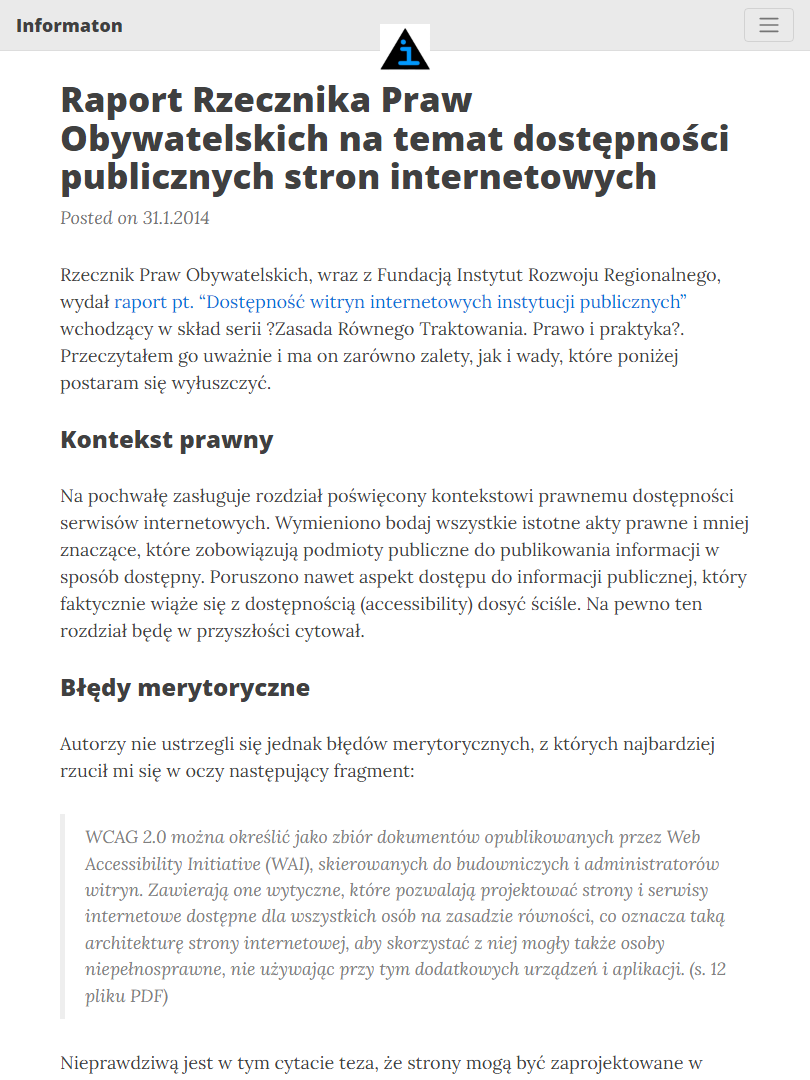 Informaton
Raport Rzecznika Praw
Obywatelskich na temat dostępności
publicznych stron internetowych
Posted on 31.1.2014
Rzecznik Praw Obywatelskich, wraz z Fundacją Instytut Rozwoju Regionalnego,
wydał raport pt. “Dostępność witryn internetowych instytucji publicznych”
wchodzący w skład serii ?Zasada Równego Traktowania. Prawo i praktyka?.
Przeczytałem go uważnie i ma on zarówno zalety, jak i wady, które poniżej
postaram się wyłuszczyć.
Kontekst prawny
Na pochwałę zasługuje rozdział poświęcony kontekstowi prawnemu dostępności
serwisów internetowych. Wymieniono bodaj wszystkie istotne akty prawne i mniej
znaczące, które zobowiązują podmioty publiczne do publikowania informacji w
sposób dostępny. Poruszono nawet aspekt dostępu do informacji publicznej, który
faktycznie wiąże się z dostępnością (accessibility) dosyć ściśle. Na pewno ten
rozdział będę w przyszłości cytował.
Błędy merytoryczne
Autorzy nie ustrzegli się jednak błędów merytorycznych, z których najbardziej
rzucił mi się w oczy następujący fragment:
WCAG 2.0 można określić jako zbiór dokumentów opublikowanych przez Web
Accessibility Initiative (WAI), skierowanych do budowniczych i administratorów
witryn. Zawierają one wytyczne, które pozwalają projektować strony i serwisy
internetowe dostępne dla wszystkich osób na zasadzie równości, co oznacza taką
architekturę strony internetowej, aby skorzystać z niej mogły także osoby
niepełnosprawne, nie używając przy tym dodatkowych urządzeń i aplikacji. (s. 12
pliku PDF)
Nieprawdziwą jest w tym cytacie teza, że strony mogą być zaprojektowane w